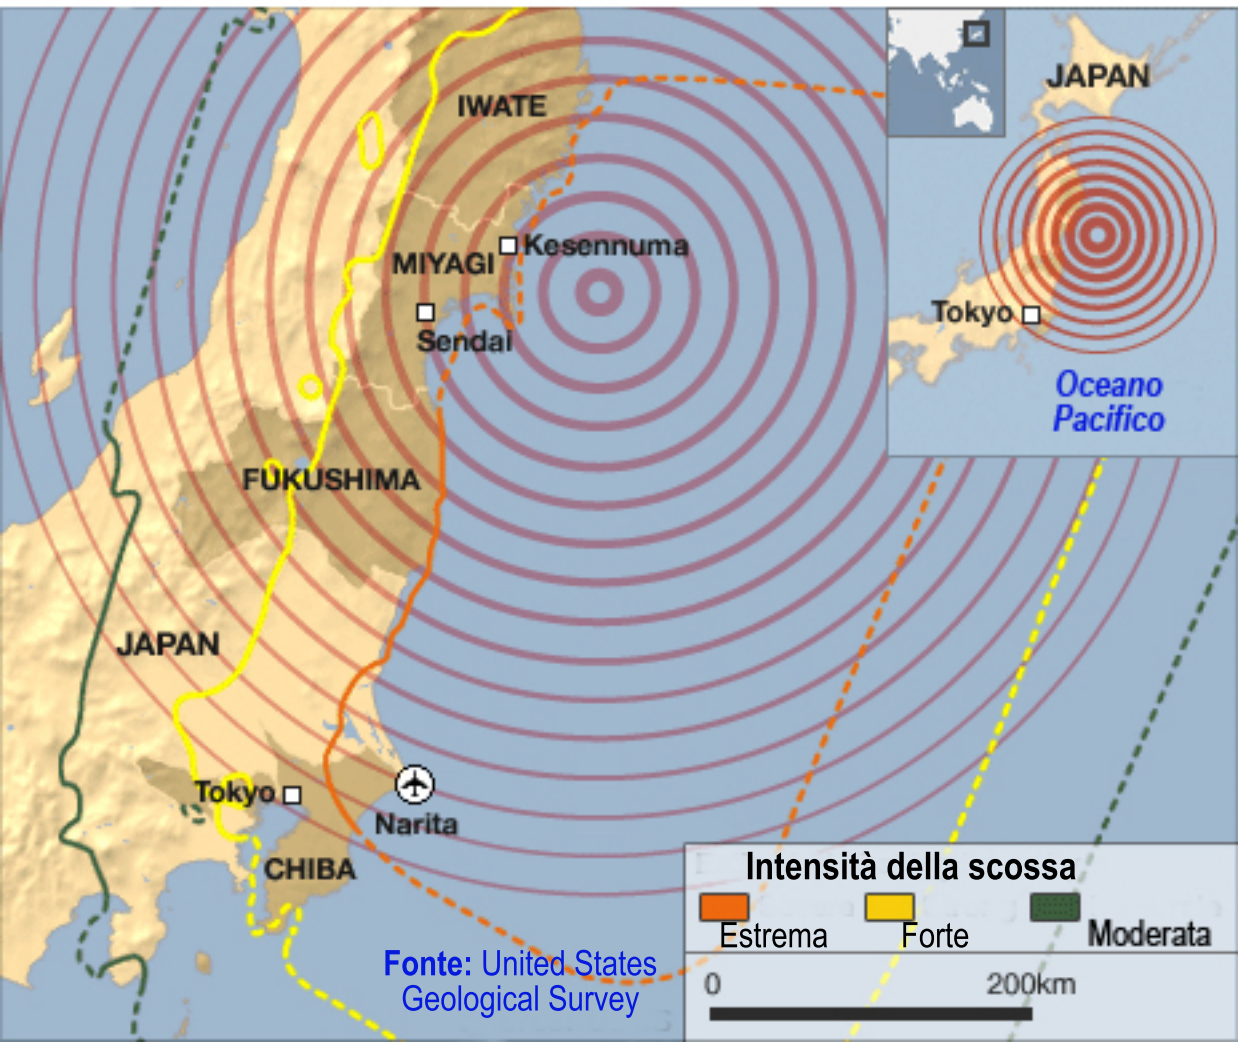 IWATE
JAPAN
Kesennuma
MIYAGI
Sendai
Tokyo
Oceano
Pacifico
FUKUSHIMA
JAPAN
Tokyo
Narita
CHIBA
Intensità della scossa
Estrema
Forte
Moderata
Fonte: United States
Geological Survey
0
200km